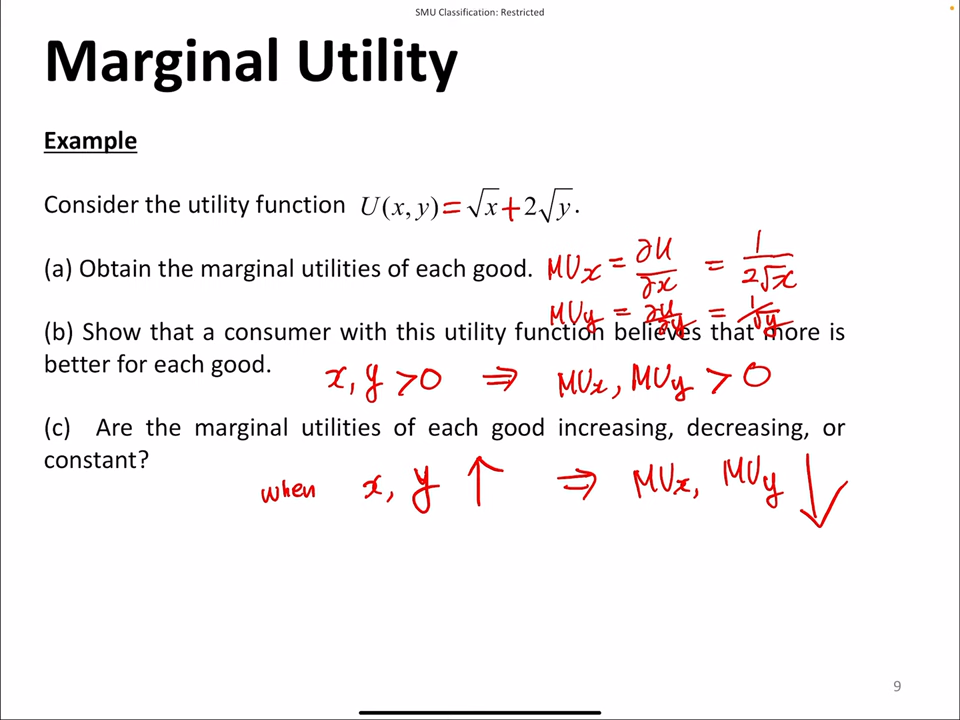 SMU Classification: Restricted
Marginal Utility
Example
Consider the utility function U(x, y) = √x + 2√y.
(a) Obtain the marginal utilities of each good. MUx = ∂U/∂x = 1/(2√x)
MUy = ∂U/∂y = 1/√y
(b) Show that a consumer with this utility function believes that more is
better for each good.
x, y > 0 ⇒ MUx, MUy > 0
(c) Are the marginal utilities of each good increasing, decreasing, or
constant?
when x, y ↑ ⇒ MUx, MUy ↓
9